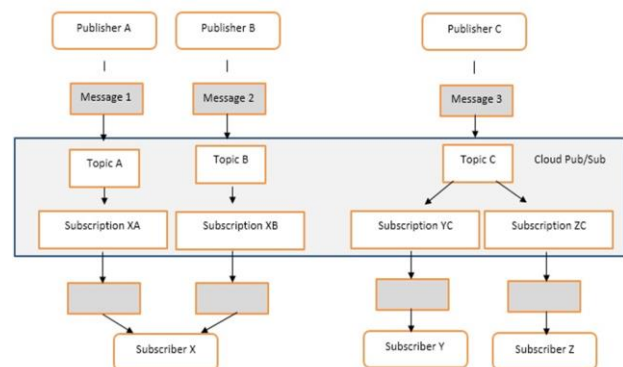 Publisher A
Publisher B
Publisher C
Message 1
Message 2
Message 3
Topic A
Topic B
Topic C
Cloud Pub/Sub
Subscription XA
Subscription XB
Subscription YC
Subscription ZC
Subscriber X
Subscriber Y
Subscriber Z